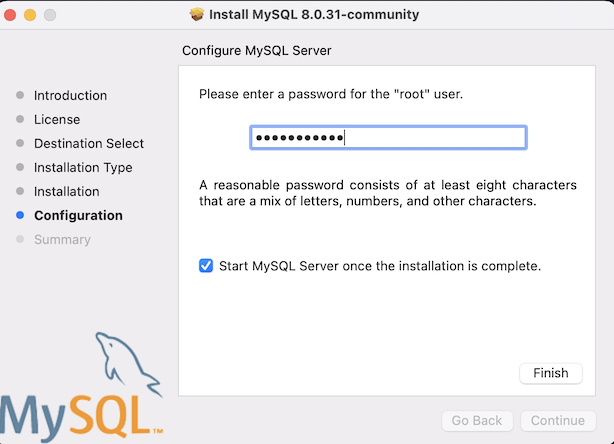 Install MySQL 8.0.31-community
Configure MySQL Server
Introduction
License
Destination Select
Installation Type
Installation
Configuration
Summary
Please enter a password for the "root" user.
•••••••••••
A reasonable password consists of at least eight characters
that are a mix of letters, numbers, and other characters.
Start MySQL Server once the installation is complete.
Finish
MySQL™
Go Back
Continue